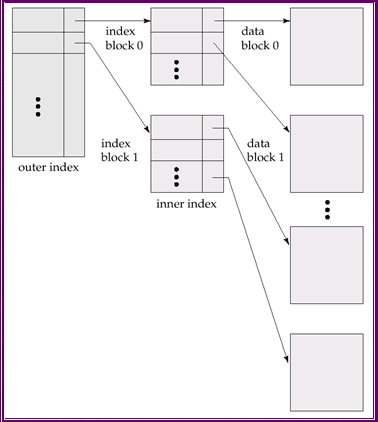 index
block 0
data
block 0
outer index
index
block 1
data
block 1
inner index